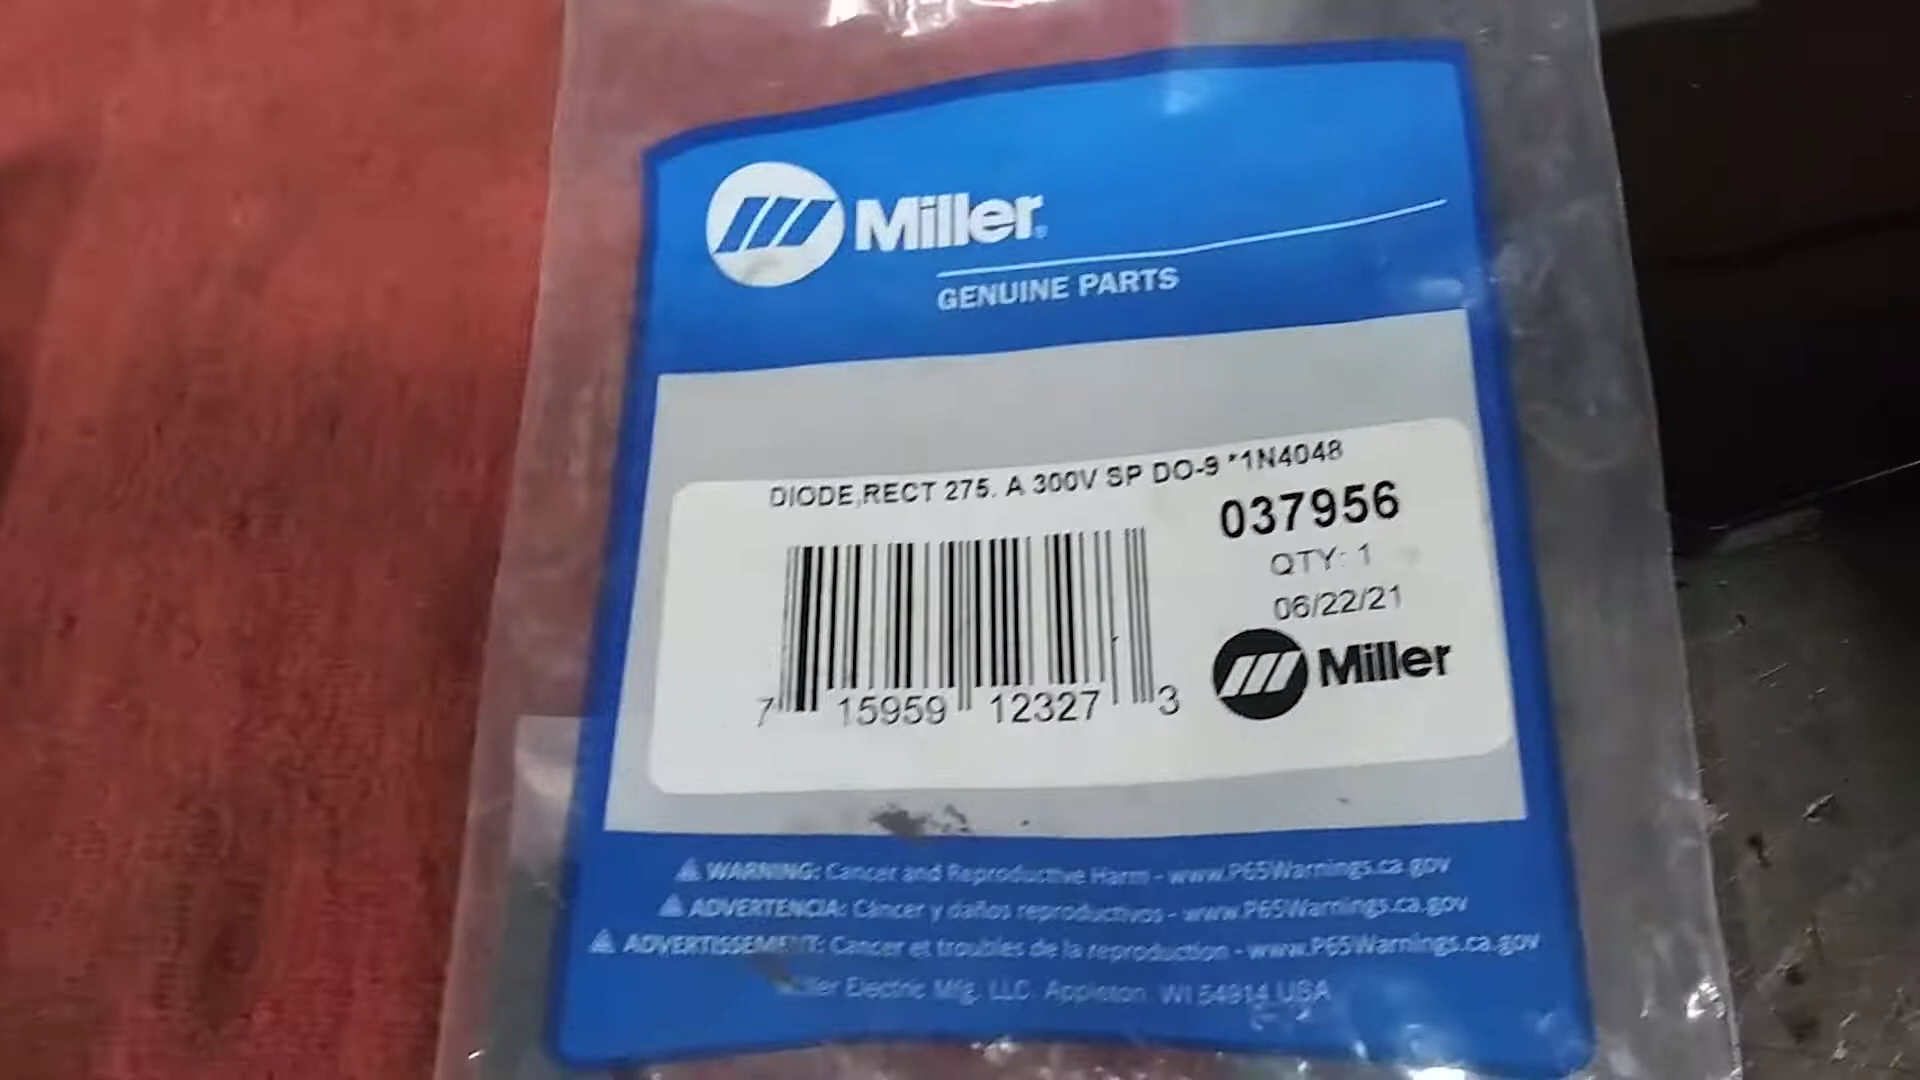 Miller®
GENUINE PARTS
DIODE,RECT 275. A 300V SP DO-9 *1N4048
037956
QTY: 1
06/22/21
Miller
7 15959 12327 3
WARNING: Cancer and Reproductive Harm - www.P65Warnings.ca.gov
ADVERTENCIA: Cáncer y daños reproductivos - www.P65Warnings.ca.gov
ADVERTISSEMENT: Cancer et troubles de la reproduction - www.P65Warnings.ca.gov
Miller Electric Mfg. LLC. Appleton, WI 54914 USA